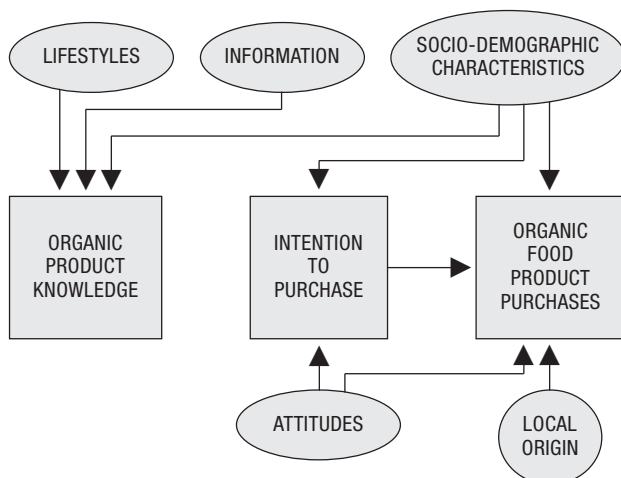 LIFESTYLES
INFORMATION
SOCIO-DEMOGRAPHIC
CHARACTERISTICS
ORGANIC
PRODUCT
KNOWLEDGE
INTENTION
TO
PURCHASE
ORGANIC
FOOD
PRODUCT
PURCHASES
ATTITUDES
LOCAL
ORIGIN